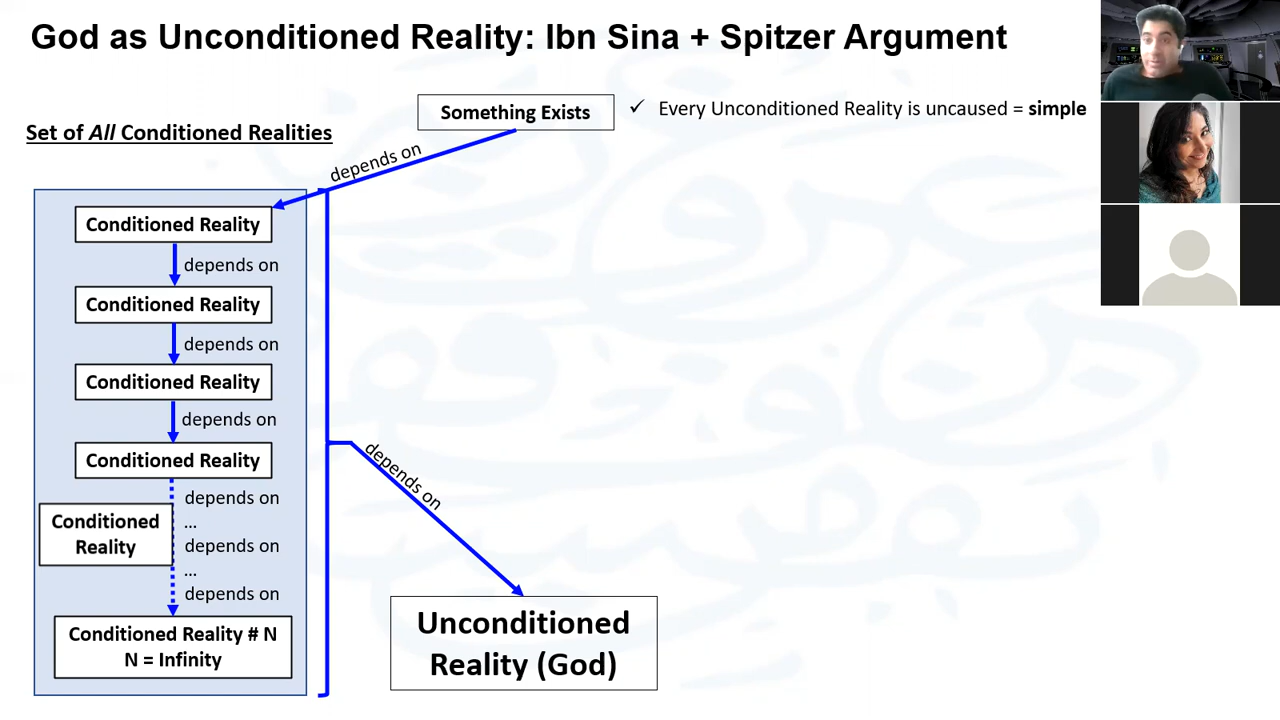 God as Unconditioned Reality: Ibn Sina + Spitzer Argument
Something Exists
✓ Every Unconditioned Reality is uncaused = simple
Set of All Conditioned Realities
depends on
Conditioned Reality
depends on
Conditioned Reality
depends on
Conditioned Reality
depends on
Conditioned Reality
depends on
...
depends on
...
depends on
Conditioned
Reality
Conditioned Reality # N
N = Infinity
depends on
Unconditioned
Reality (God)